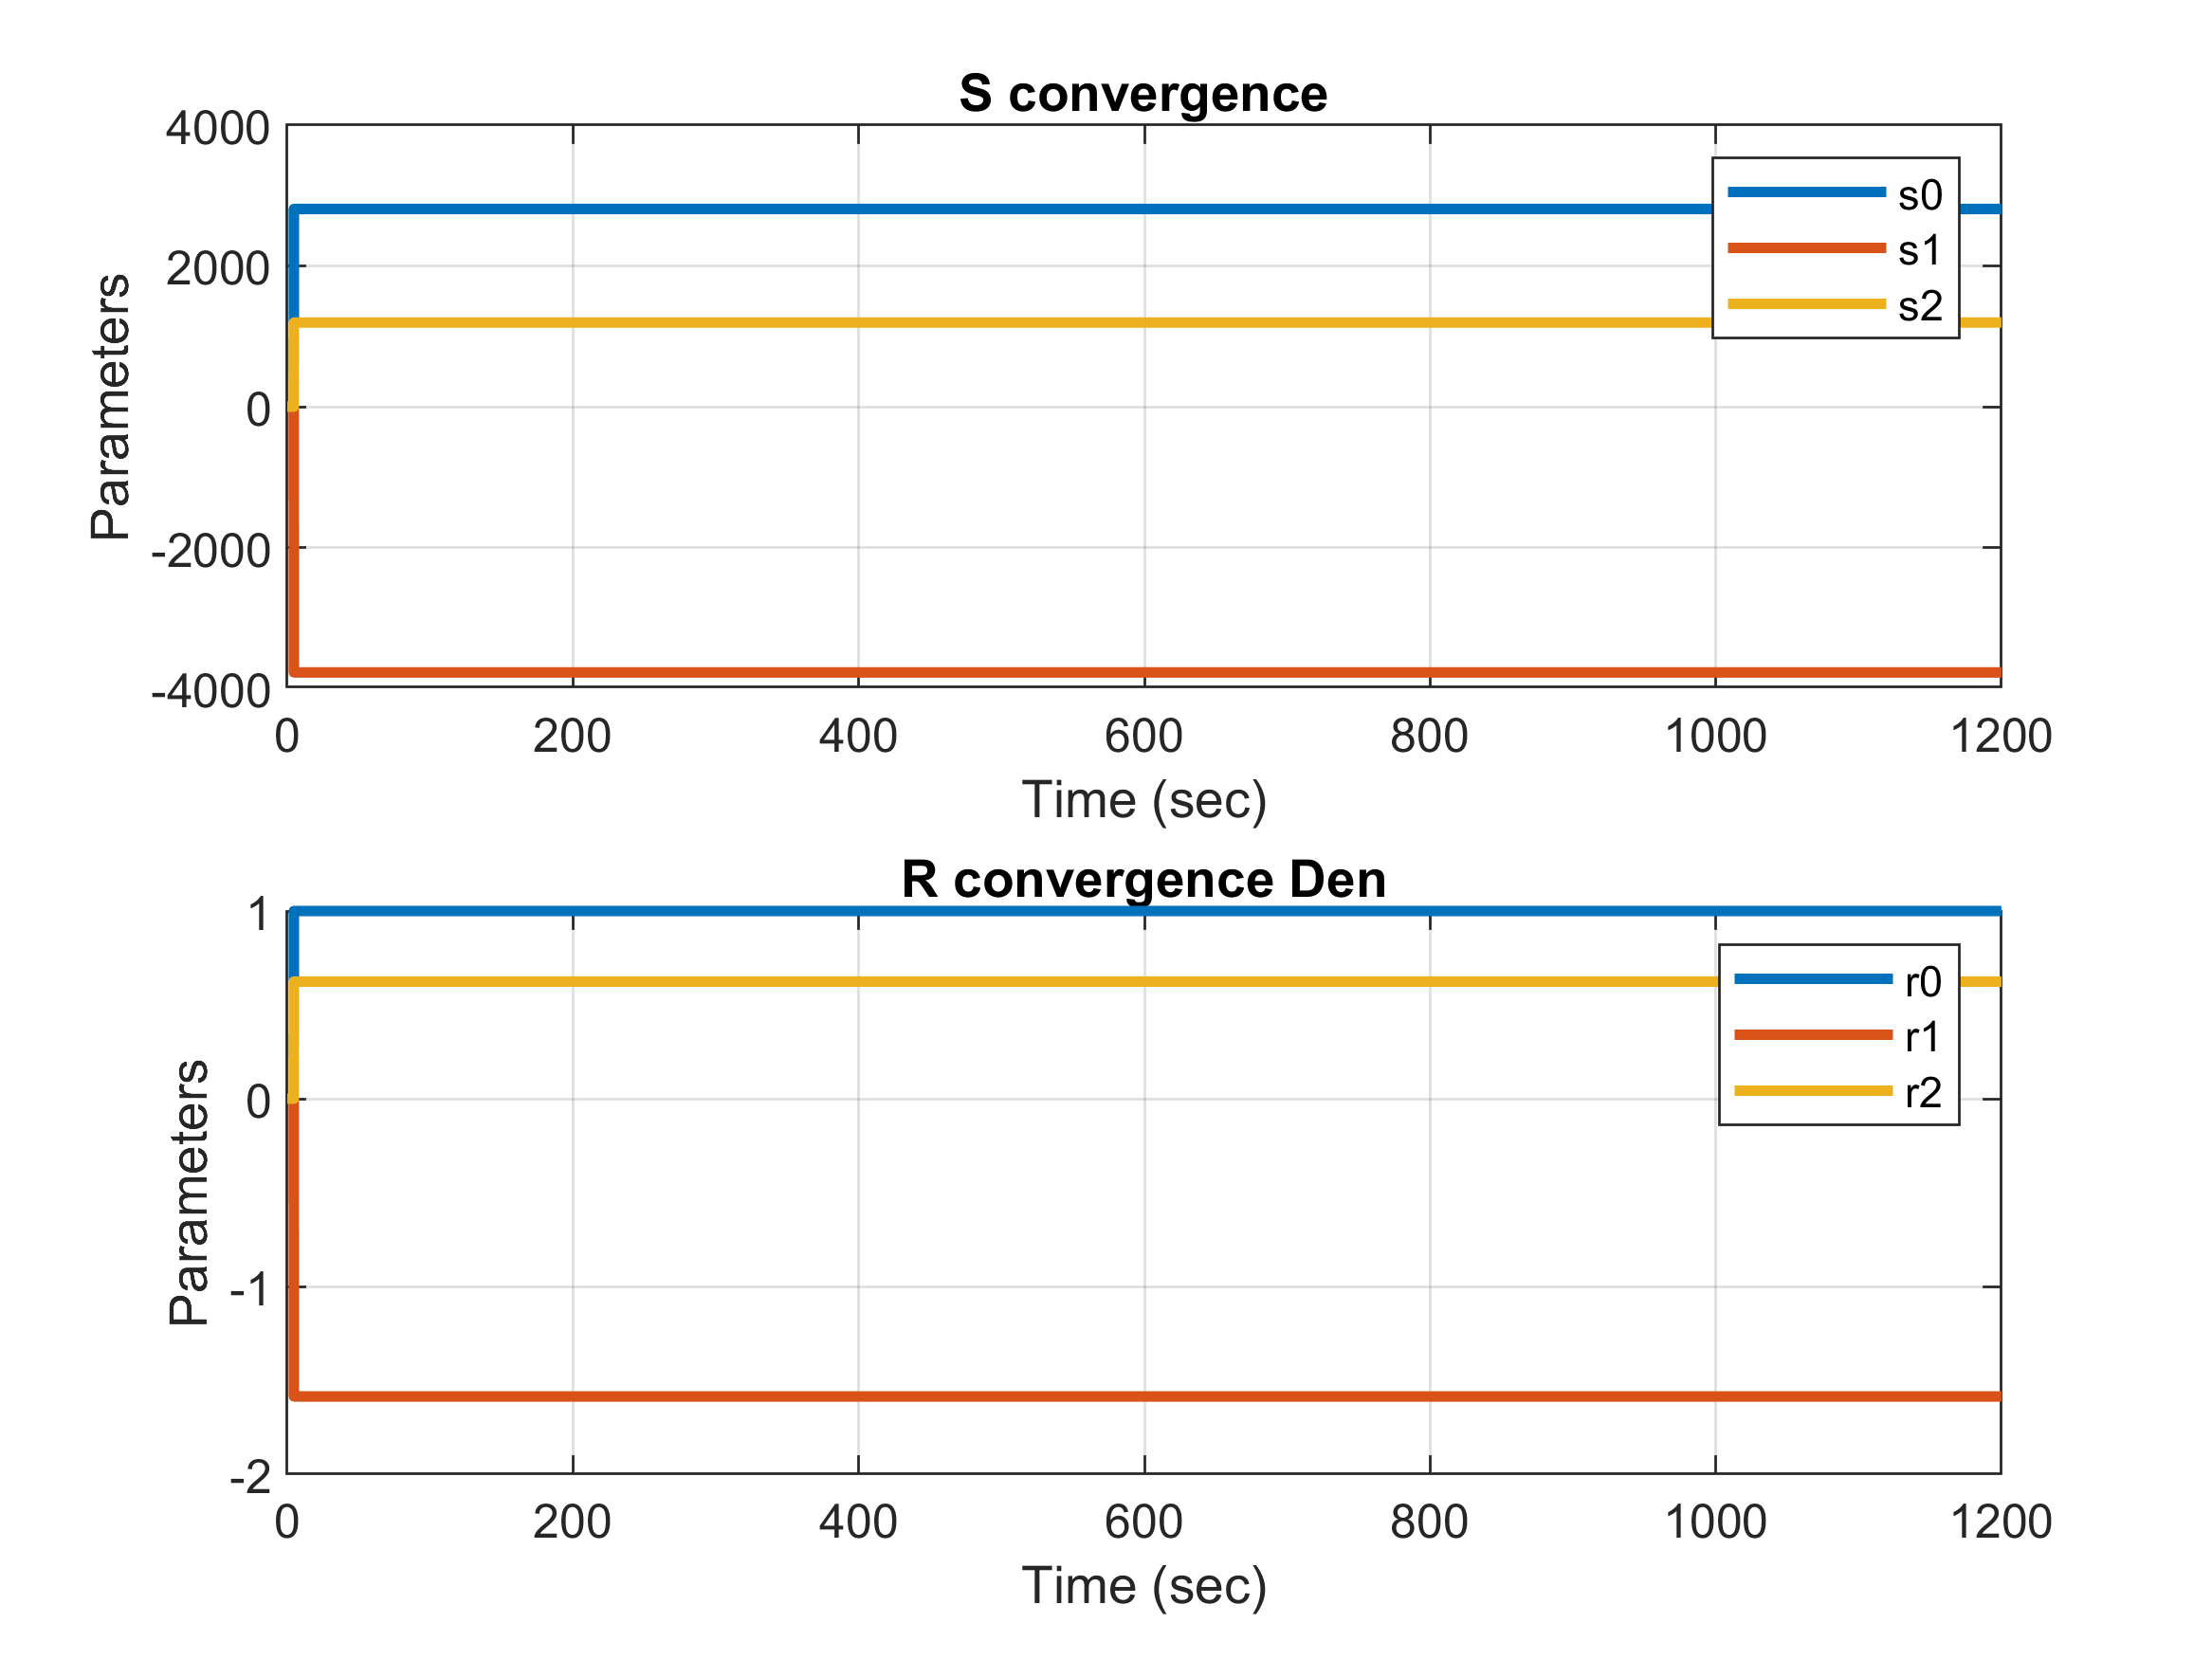 S convergence
4000
2000
0
-2000
-4000
Parameters
s0
s1
s2
0 200 400 600 800 1000 1200
Time (sec)
R convergence Den
1
0
-1
-2
Parameters
r0
r1
r2
0 200 400 600 800 1000 1200
Time (sec)